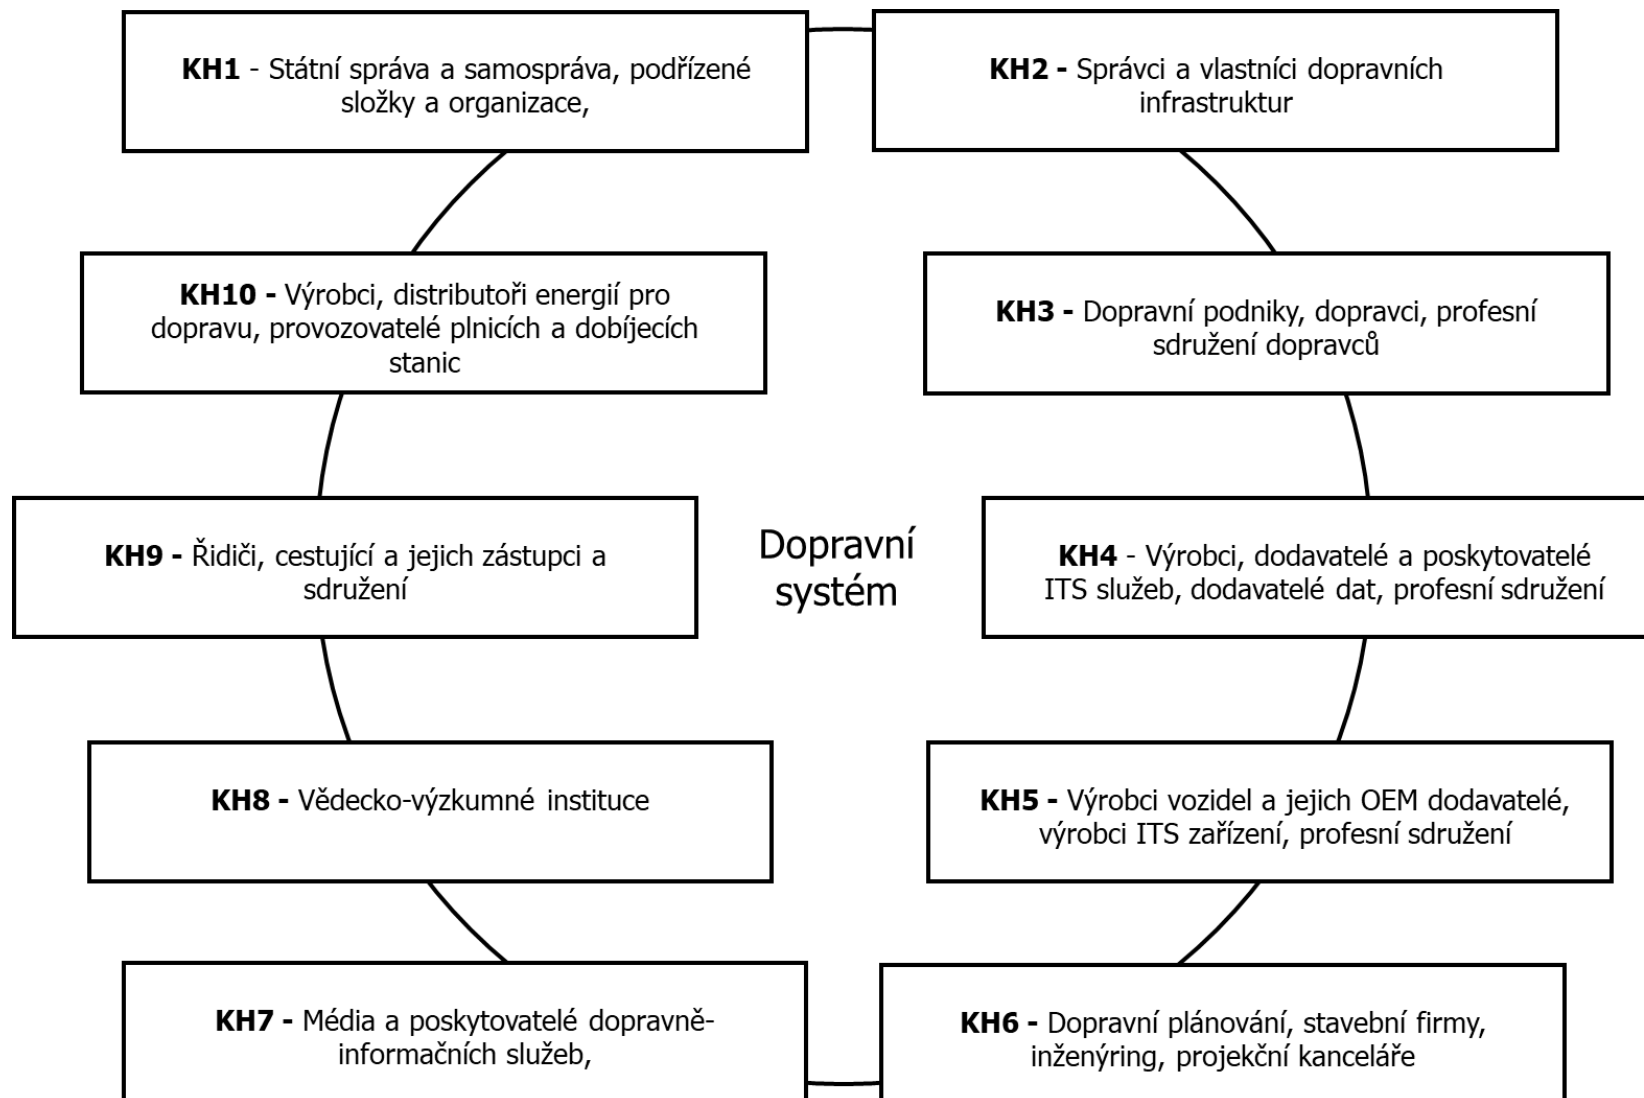 KH1 - Státní správa a samospráva, podřízené
složky a organizace,
KH2 - Správci a vlastníci dopravních
infrastruktur
KH10 - Výrobci, distributoři energií pro
dopravu, provozovatelé plnicích a dobíjecích
stanic
KH3 - Dopravní podniky, dopravci, profesní
sdružení dopravců
KH9 - Řidiči, cestující a jejich zástupci a
sdružení
Dopravní
systém
KH4 - Výrobci, dodavatelé a poskytovatelé
ITS služeb, dodavatelé dat, profesní sdružení
KH8 - Vědecko-výzkumné instituce
KH5 - Výrobci vozidel a jejich OEM dodavatelé,
výrobci ITS zařízení, profesní sdružení
KH7 - Média a poskytovatelé dopravně-
informačních služeb,
KH6 - Dopravní plánování, stavební firmy,
inženýring, projekční kanceláře